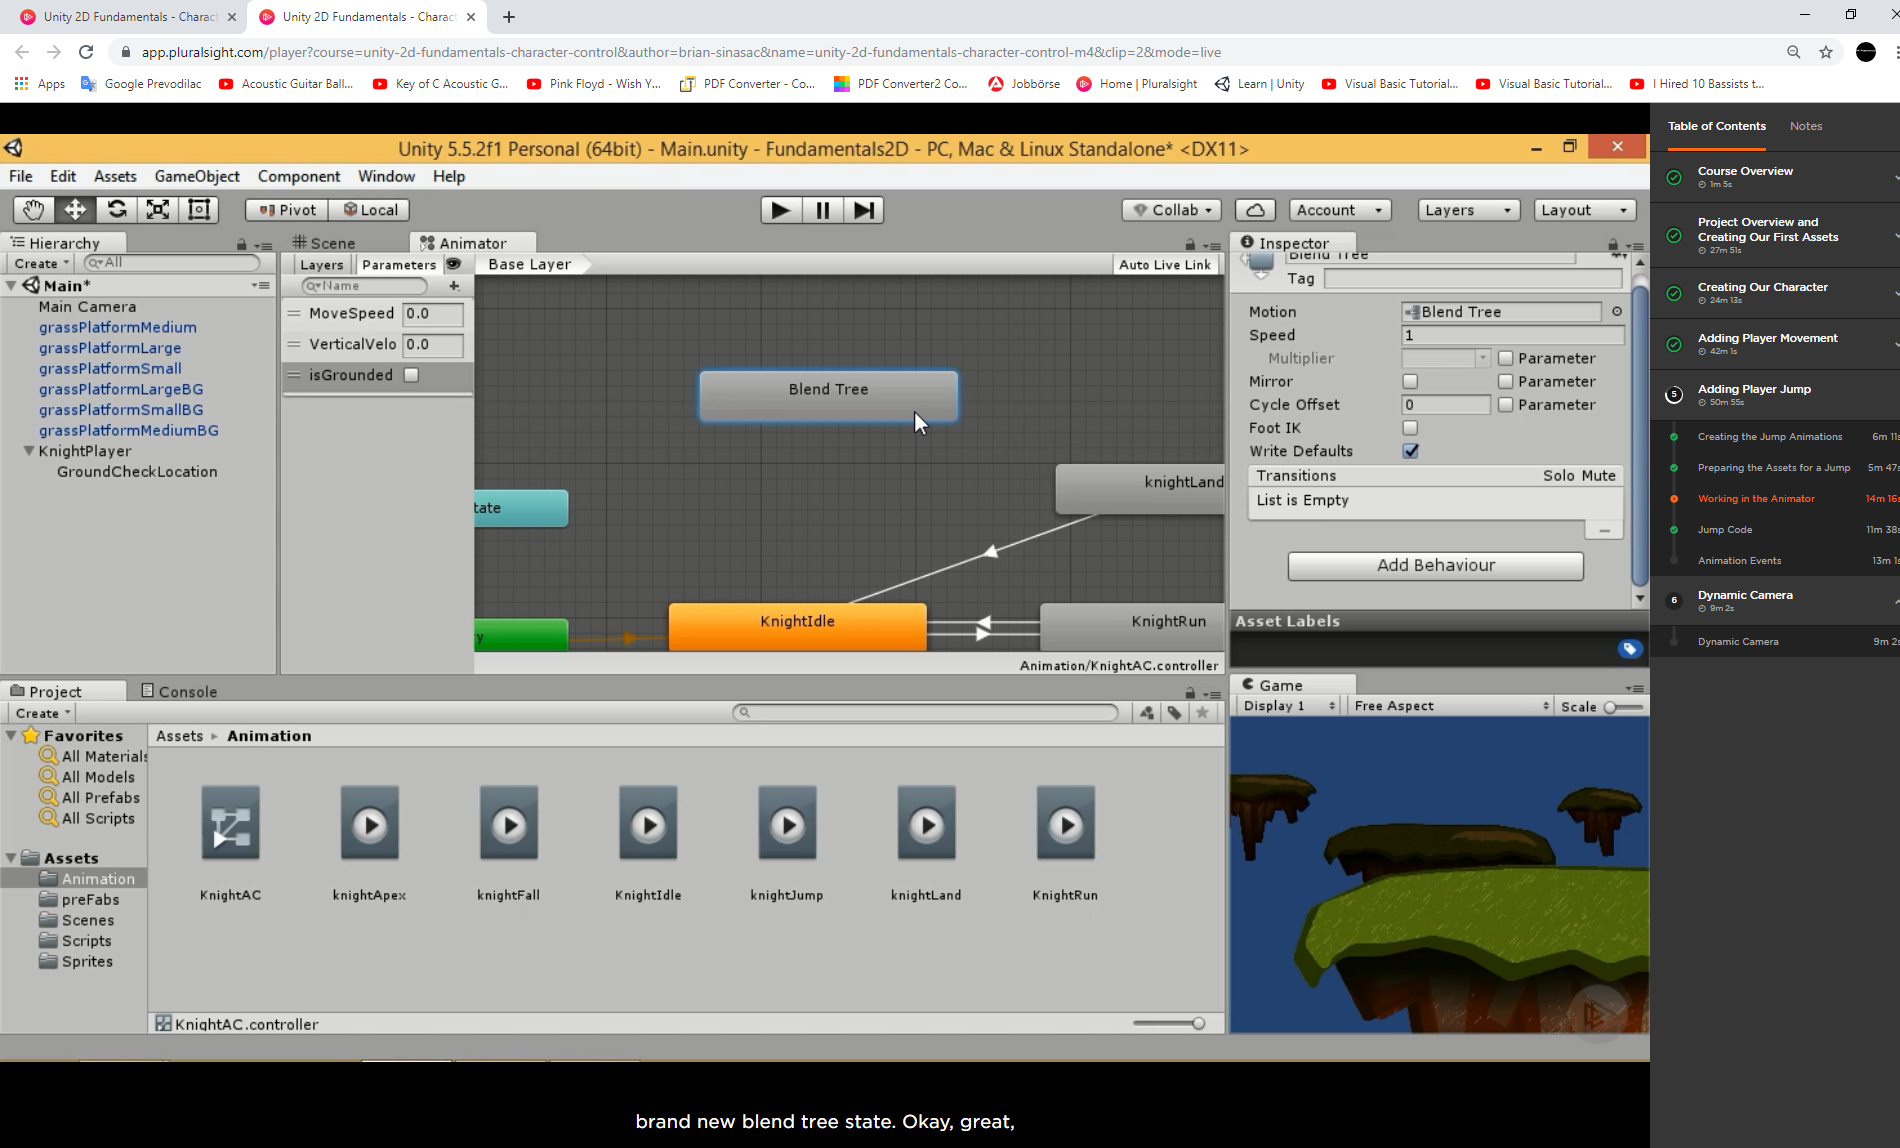 Unity 2D Fundamentals - Charac
Unity 2D Fundamentals - Charac
app.pluralsight.com/player?course=unity-2d-fundamentals-character-control&author=brian-sinasac&name=unity-2d-fundamentals-character-control-m4&clip=2&mode=live
Apps Google Prevodilac Acoustic Guitar Ball... Key of C Acoustic G... Pink Floyd - Wish Y... PDF Converter - Co... PDF Converter2 Co... Jobbörse Home | Pluralsight Learn | Unity Visual Basic Tutorial... Visual Basic Tutorial... I Hired 10 Bassists t...
Unity 5.5.2f1 Personal (64bit) - Main.unity - Fundamentals2D - PC, Mac & Linux Standalone* <DX11>
File Edit Assets GameObject Component Window Help
Pivot Local Collab Account Layers Layout
Hierarchy
Create All
Main*
Main Camera
grassPlatformMedium
grassPlatformLarge
grassPlatformSmall
grassPlatformLargeBG
grassPlatformSmallBG
grassPlatformMediumBG
KnightPlayer
GroundCheckLocation
Scene Animator
Layers Parameters Base Layer Auto Live Link
Name
MoveSpeed 0.0
VerticalVelo 0.0
isGrounded
Blend Tree
knightLand
tate
KnightIdle
KnightRun
y
Animation/KnightAC.controller
Inspector
Blend Tree
Tag
Motion Blend Tree
Speed 1
Multiplier Parameter
Mirror Parameter
Cycle Offset 0 Parameter
Foot IK
Write Defaults
Transitions Solo Mute
List is Empty
Add Behaviour
Asset Labels
Project Console
Create
Favorites
All Materials
All Models
All Prefabs
All Scripts
Assets
Animation
preFabs
Scenes
Scripts
Sprites
Assets Animation
KnightAC knightApex knightFall KnightIdle knightJump knightLand KnightRun
KnightAC.controller
Game
Display 1 Free Aspect Scale
brand new blend tree state. Okay, great,
Table of Contents Notes
Course Overview
1m 5s
Project Overview and
Creating Our First Assets
27m 51s
Creating Our Character
24m 13s
Adding Player Movement
42m 1s
5 Adding Player Jump
50m 55s
Creating the Jump Animations 6m 11s
Preparing the Assets for a Jump 5m 47s
Working in the Animator 14m 16s
Jump Code 11m 38s
Animation Events 13m 1s
6 Dynamic Camera
9m 2s
Dynamic Camera 9m 2s